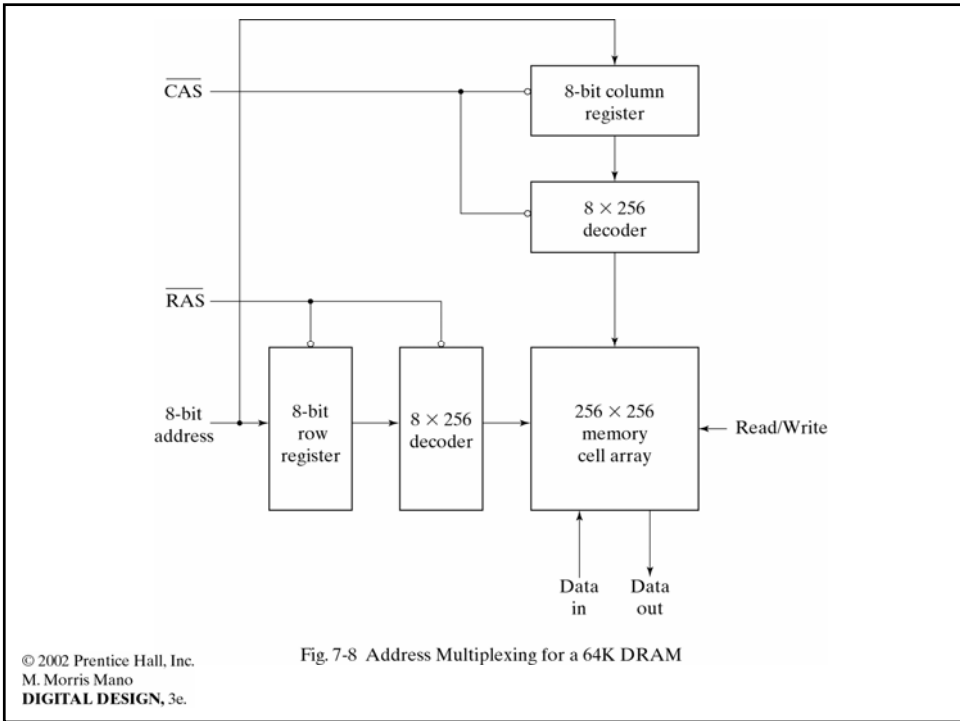 C̅A̅S̅
8-bit column
register
8 × 256
decoder
R̅A̅S̅
8-bit
address
8-bit
row
register
8 × 256
decoder
256 × 256
memory
cell array
Read/Write
Data
in
Data
out
Fig. 7-8 Address Multiplexing for a 64K DRAM
© 2002 Prentice Hall, Inc.
M. Morris Mano
DIGITAL DESIGN, 3e.